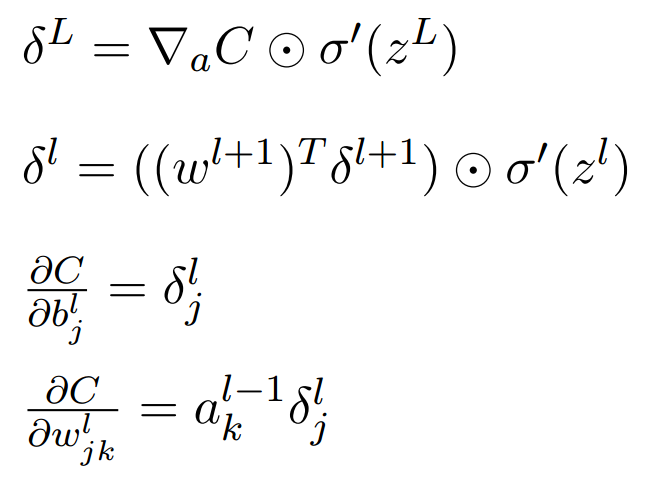 δ^L = ∇_a C ⊙ σ′(z^L)
δ^l = ((w^{l+1})^T δ^{l+1}) ⊙ σ′(z^l)
∂C/∂b^l_j = δ^l_j
∂C/∂w^l_{jk} = a^{l−1}_k δ^l_j